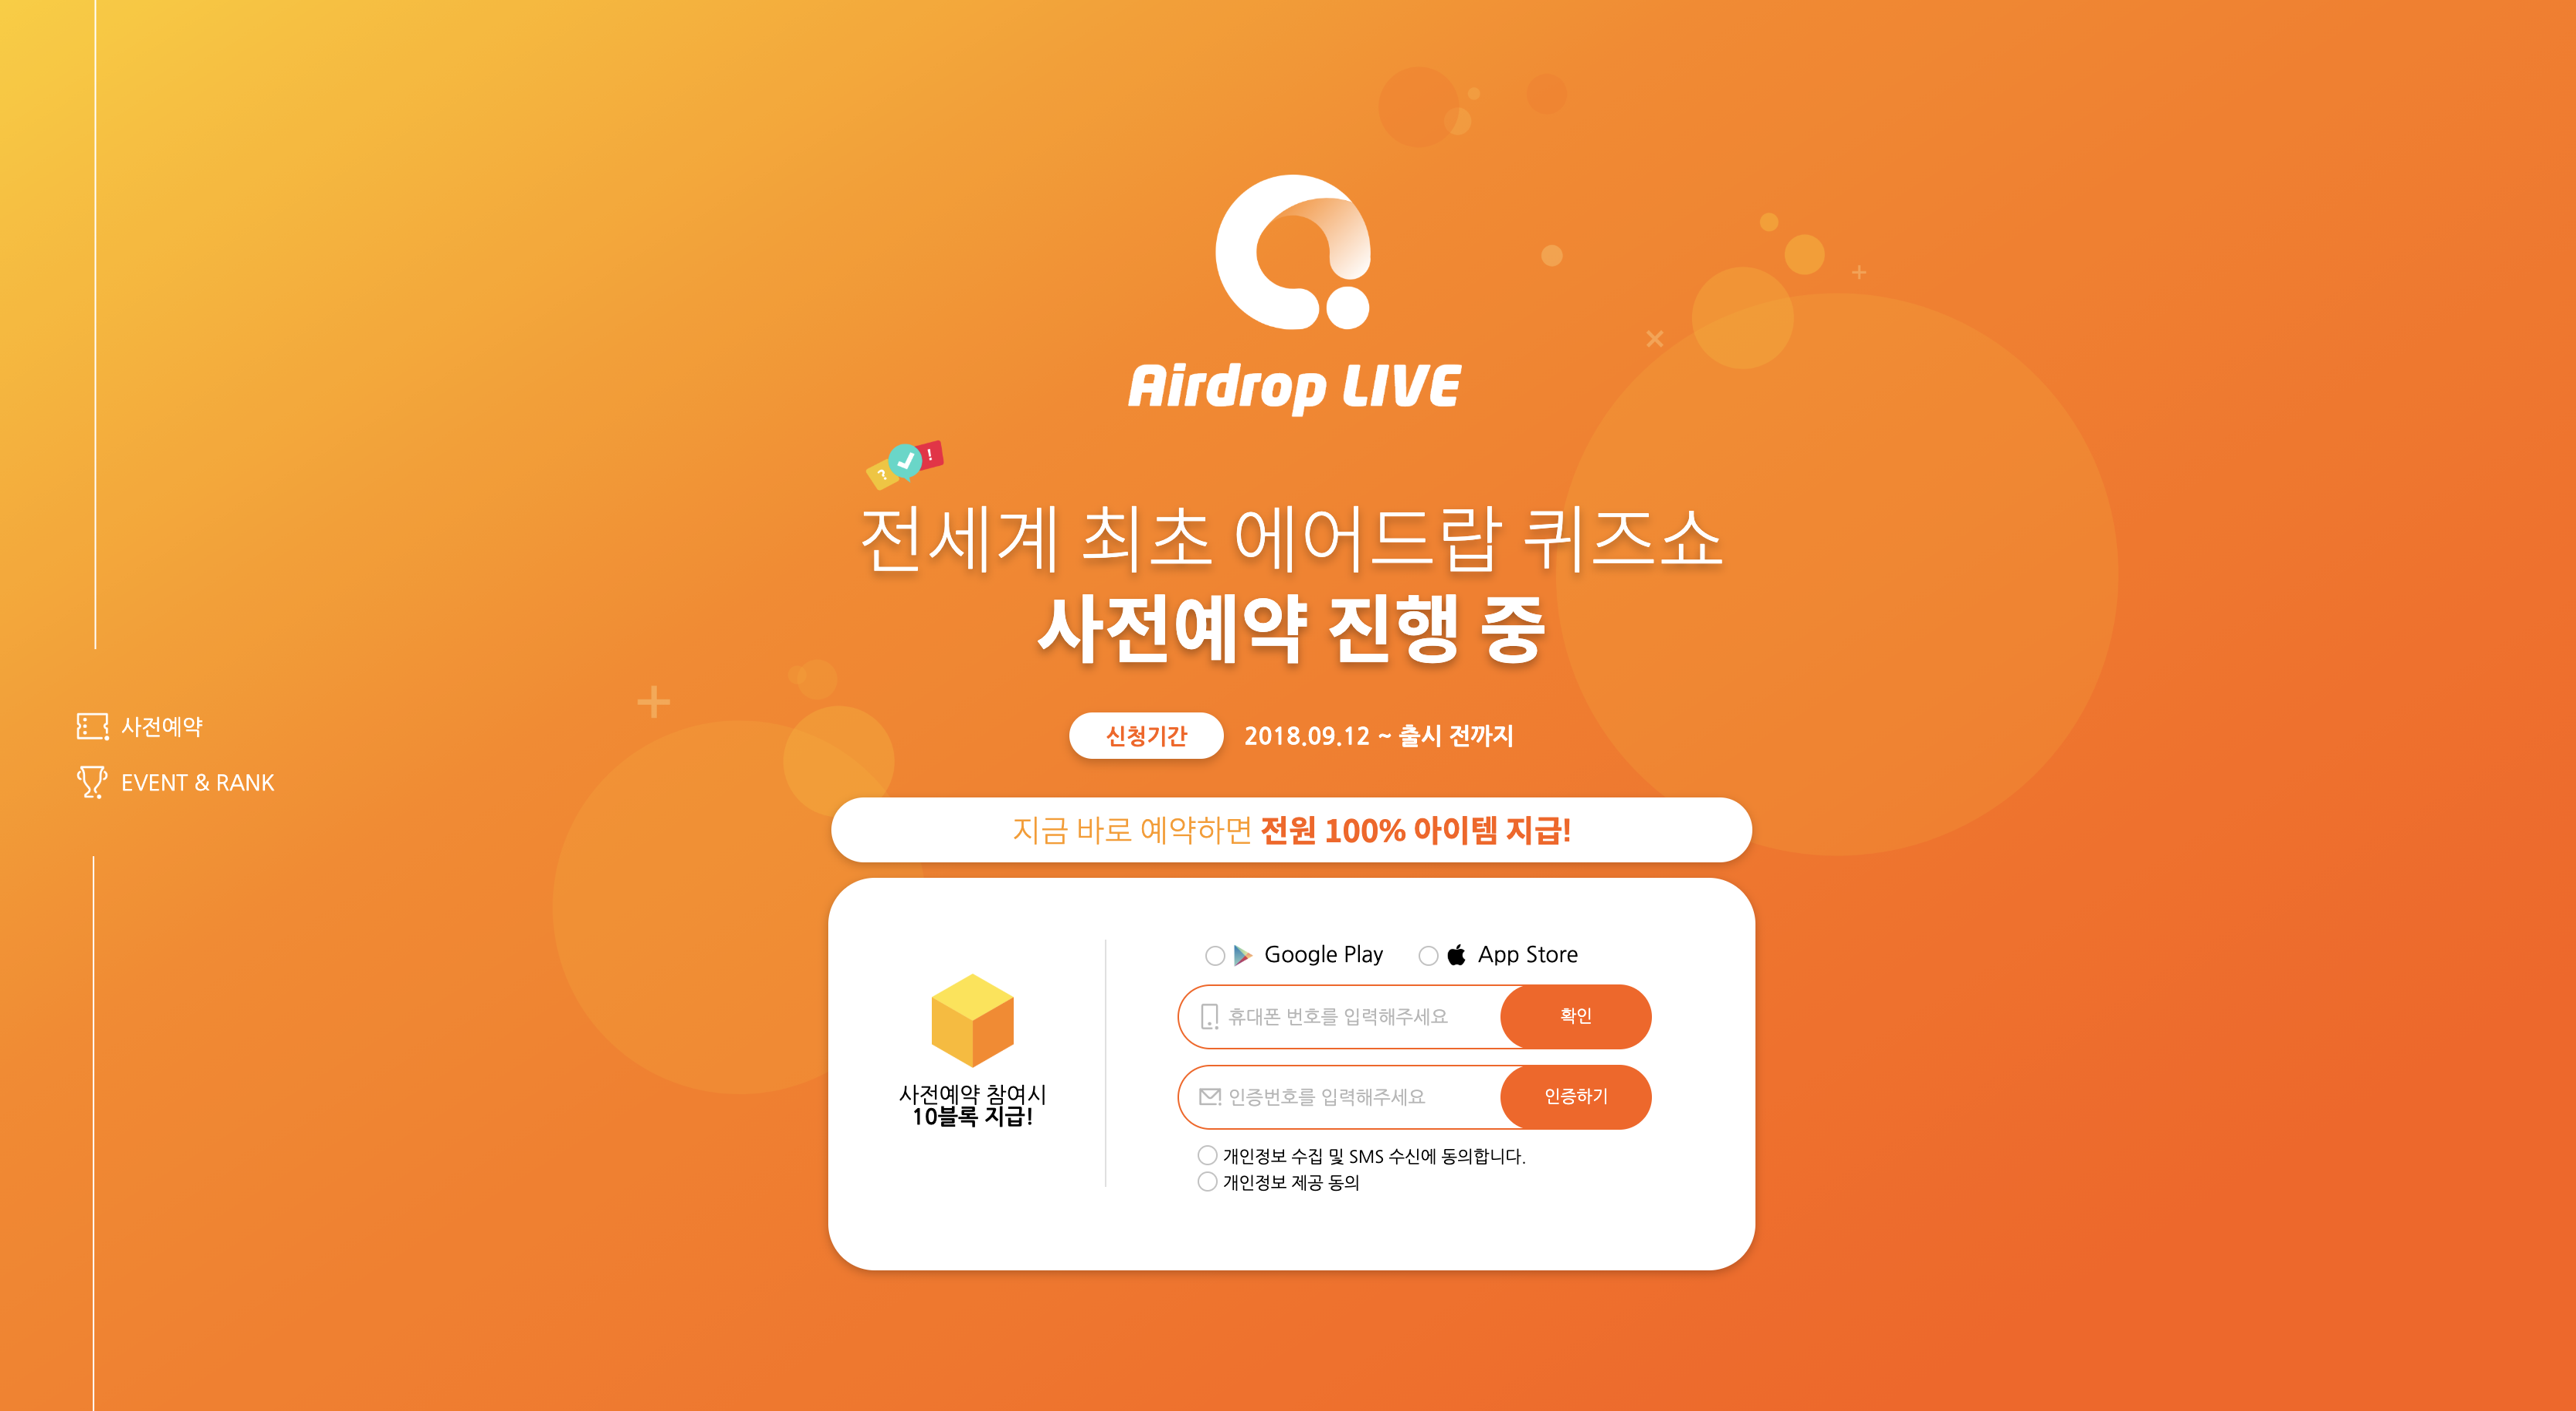 Airdrop LIVE
? !
전세계 최초 에어드랍 퀴즈쇼
사전예약 진행 중
사전예약
EVENT & RANK
신청기간 2018.09.12 ~ 출시 전까지
지금 바로 예약하면 전원 100% 아이템 지급!
사전예약 참여시
10블록 지급!
Google Play App Store
휴대폰 번호를 입력해주세요 확인
인증번호를 입력해주세요 인증하기
개인정보 수집 및 SMS 수신에 동의합니다.
개인정보 제공 동의